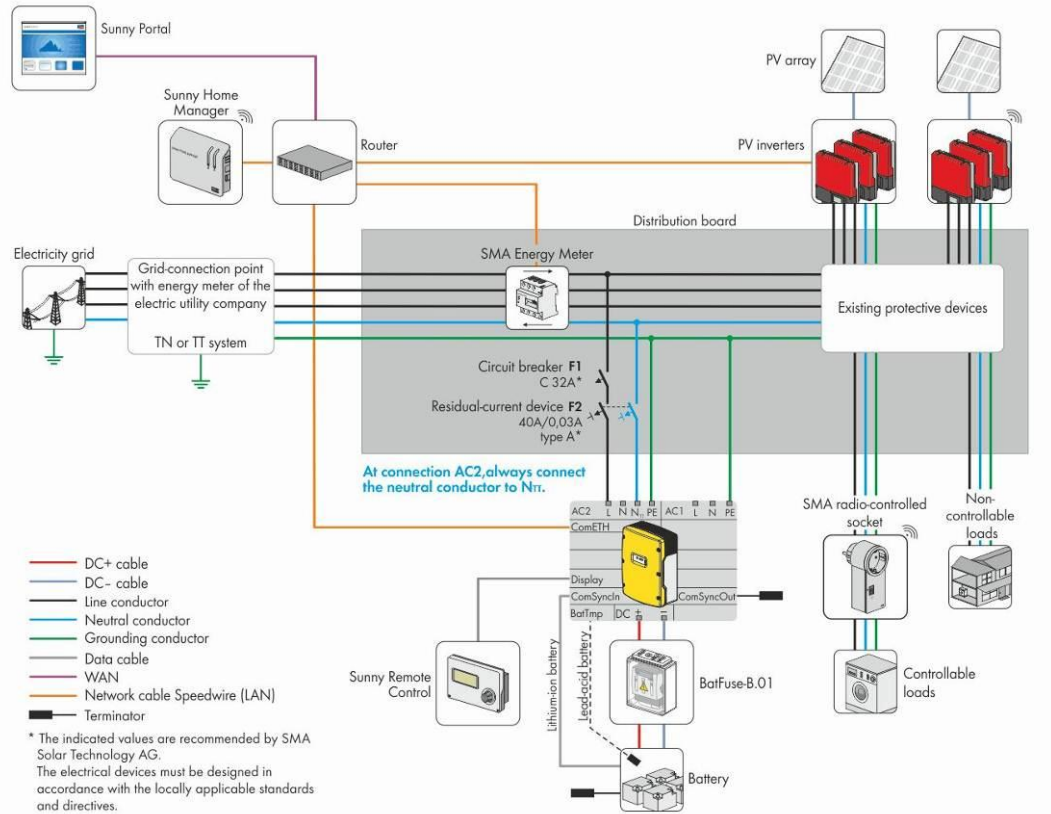 Sunny Portal
Sunny Home
Manager
Router
PV array
PV inverters
Distribution board
Electricity grid
Grid-connection point
with energy meter of the
electric utility company
TN or TT system
SMA Energy Meter
Existing protective devices
Circuit breaker F1
C 32A*
Residual-current device F2
40A/0,03A
type A*
At connection AC2,always connect
the neutral conductor to NTT.
AC2 L N NTT PE AC1 L N PE
ComETH
Display
ComSyncIn
ComSyncOut
BatTmp
DC + −
SMA radio-controlled
socket
Non-
controllable
loads
DC+ cable
DC– cable
Line conductor
Neutral conductor
Grounding conductor
Data cable
WAN
Network cable Speedwire (LAN)
Terminator
* The indicated values are recommended by SMA
Solar Technology AG.
The electrical devices must be designed in
accordance with the locally applicable standards
and directives.
Sunny Remote
Control
Lithium-ion battery
Lead-acid battery
BatFuse-B.01
Battery
Controllable
loads